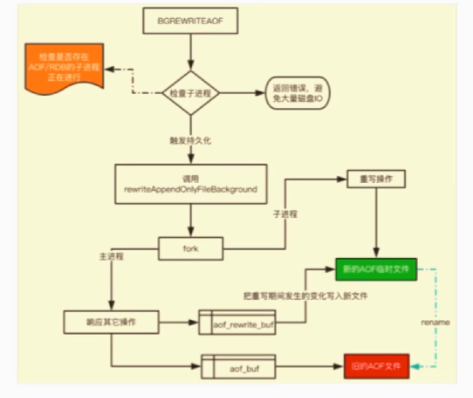 BGREWRITEAOF
检查是否存在
AOF/RDB的子进程
正在进行
检查子进程
返回错误，避
免大量磁盘IO
触发持久化
调用
rewriteAppendOnlyFileBackground
重写操作
子进程
fork
主进程
新的AOF临时文件
把重写期间发生的变化写入新文件
响应其它操作
aof_rewrite_buf
rename
aof_buf
旧的AOF文件